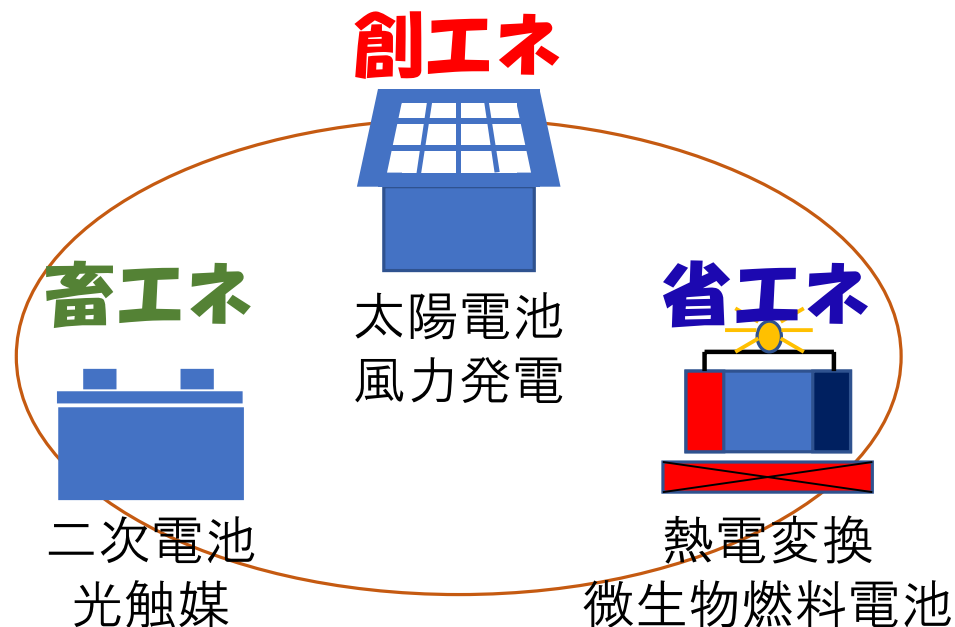 創エネ
太陽電池
風力発電
畜エネ
二次電池
光触媒
省エネ
熱電変換
微生物燃料電池